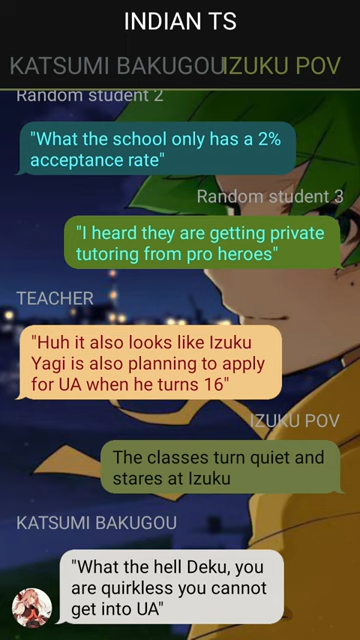 INDIAN TS
KATSUMI BAKUGOU IZUKU POV
Random student 2
"What the school only has a 2%
acceptance rate"
Random student 3
"I heard they are getting private
tutoring from pro heroes"
TEACHER
"Huh it also looks like Izuku
Yagi is also planning to apply
for UA when he turns 16"
IZUKU POV
The classes turn quiet and
stares at Izuku
KATSUMI BAKUGOU
"What the hell Deku, you
are quirkless you cannot
get into UA"